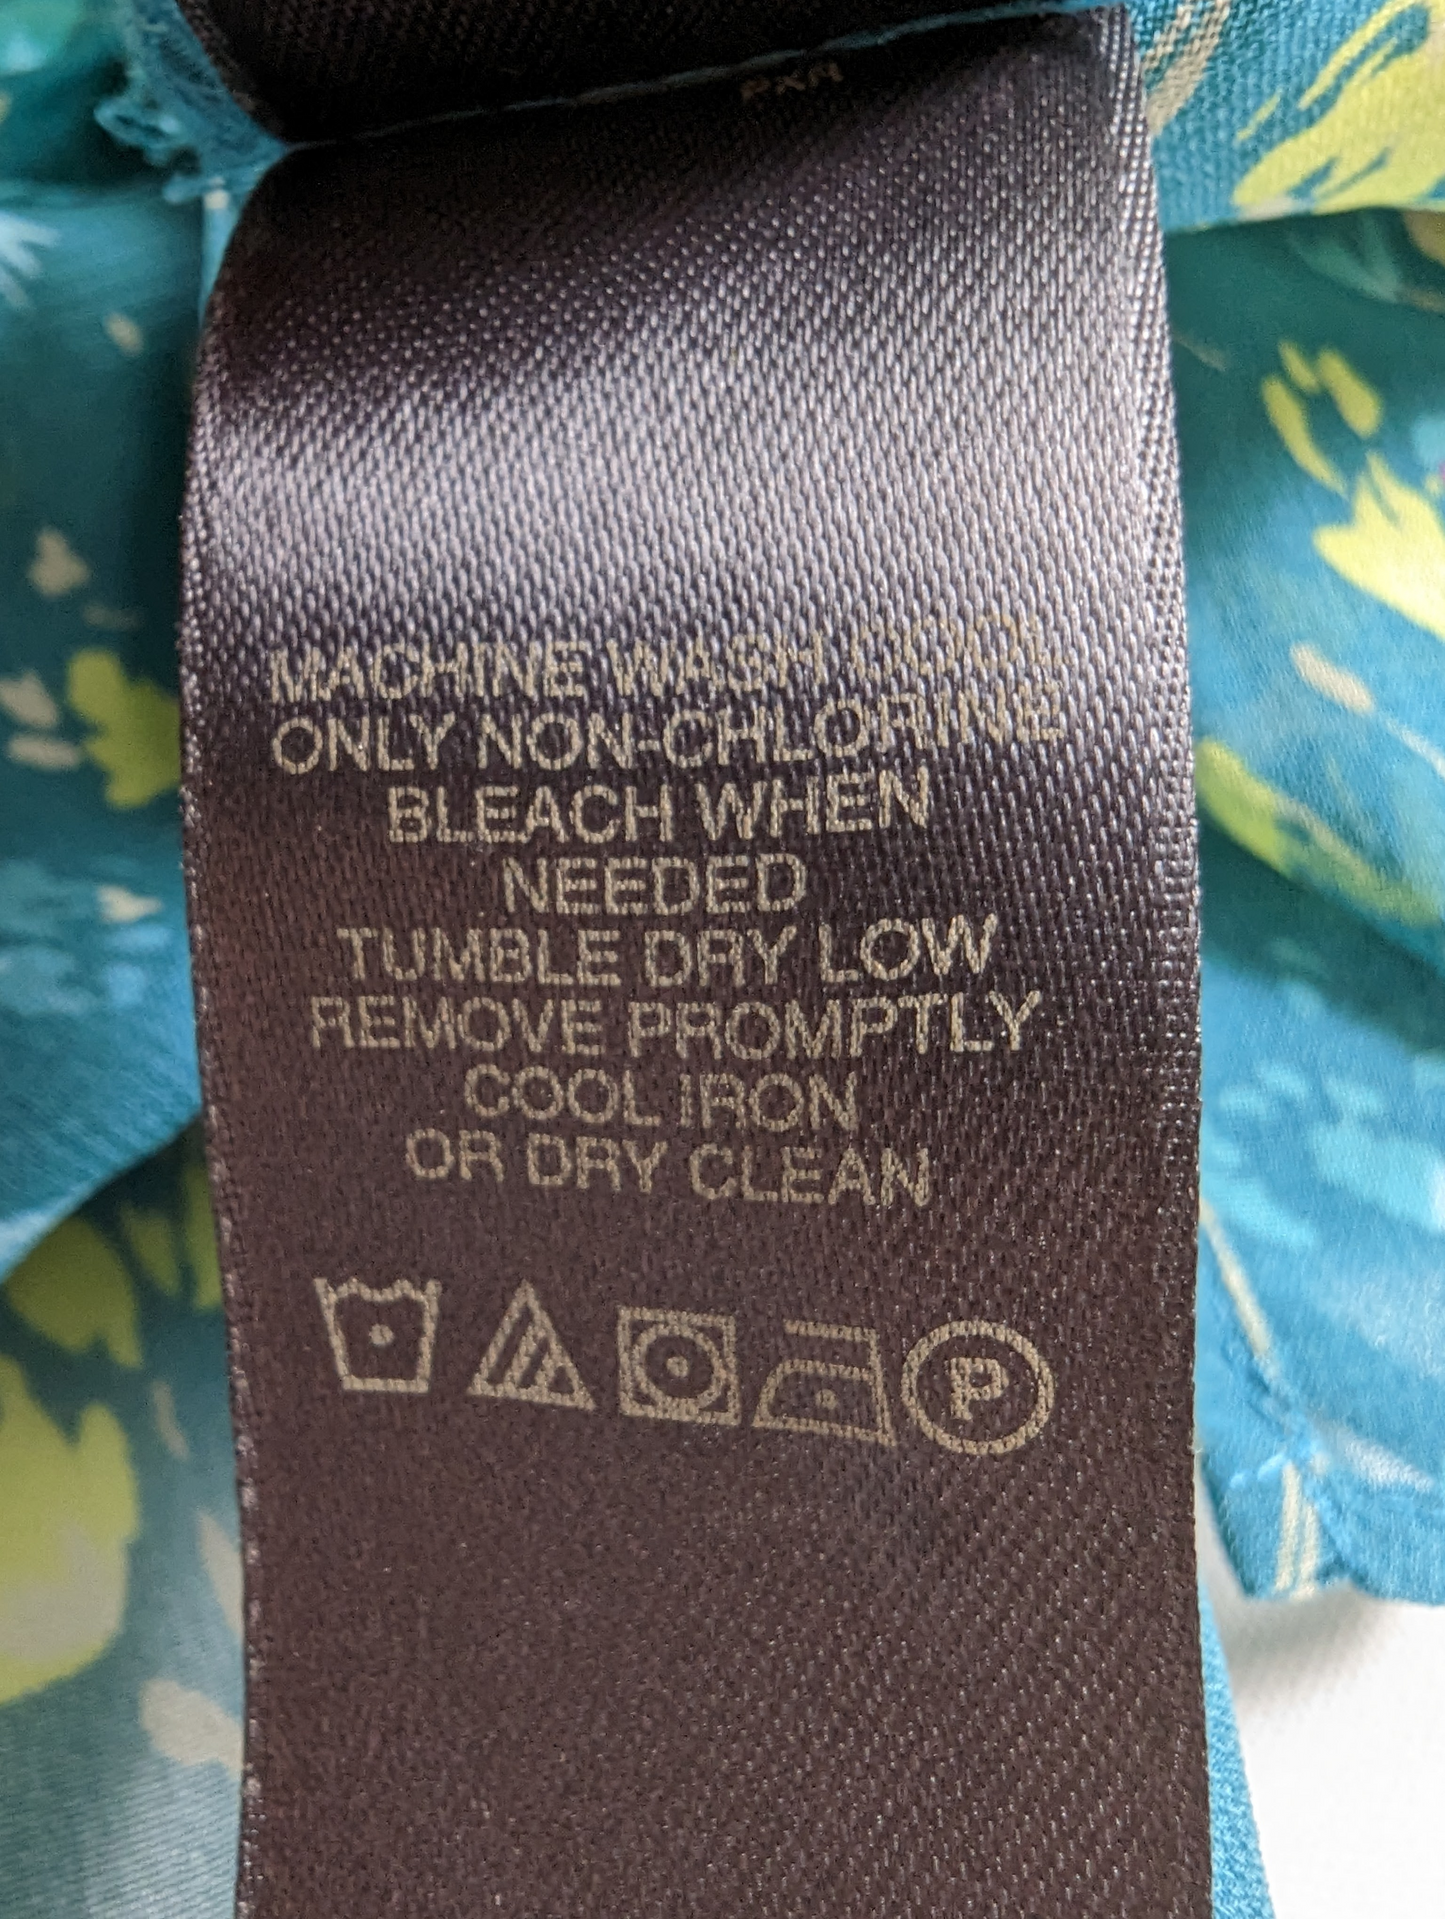 MACHINE WASH COOL
ONLY NON-CHLORINE
BLEACH WHEN
NEEDED
TUMBLE DRY LOW
REMOVE PROMPTLY
COOL IRON
OR DRY CLEAN
P